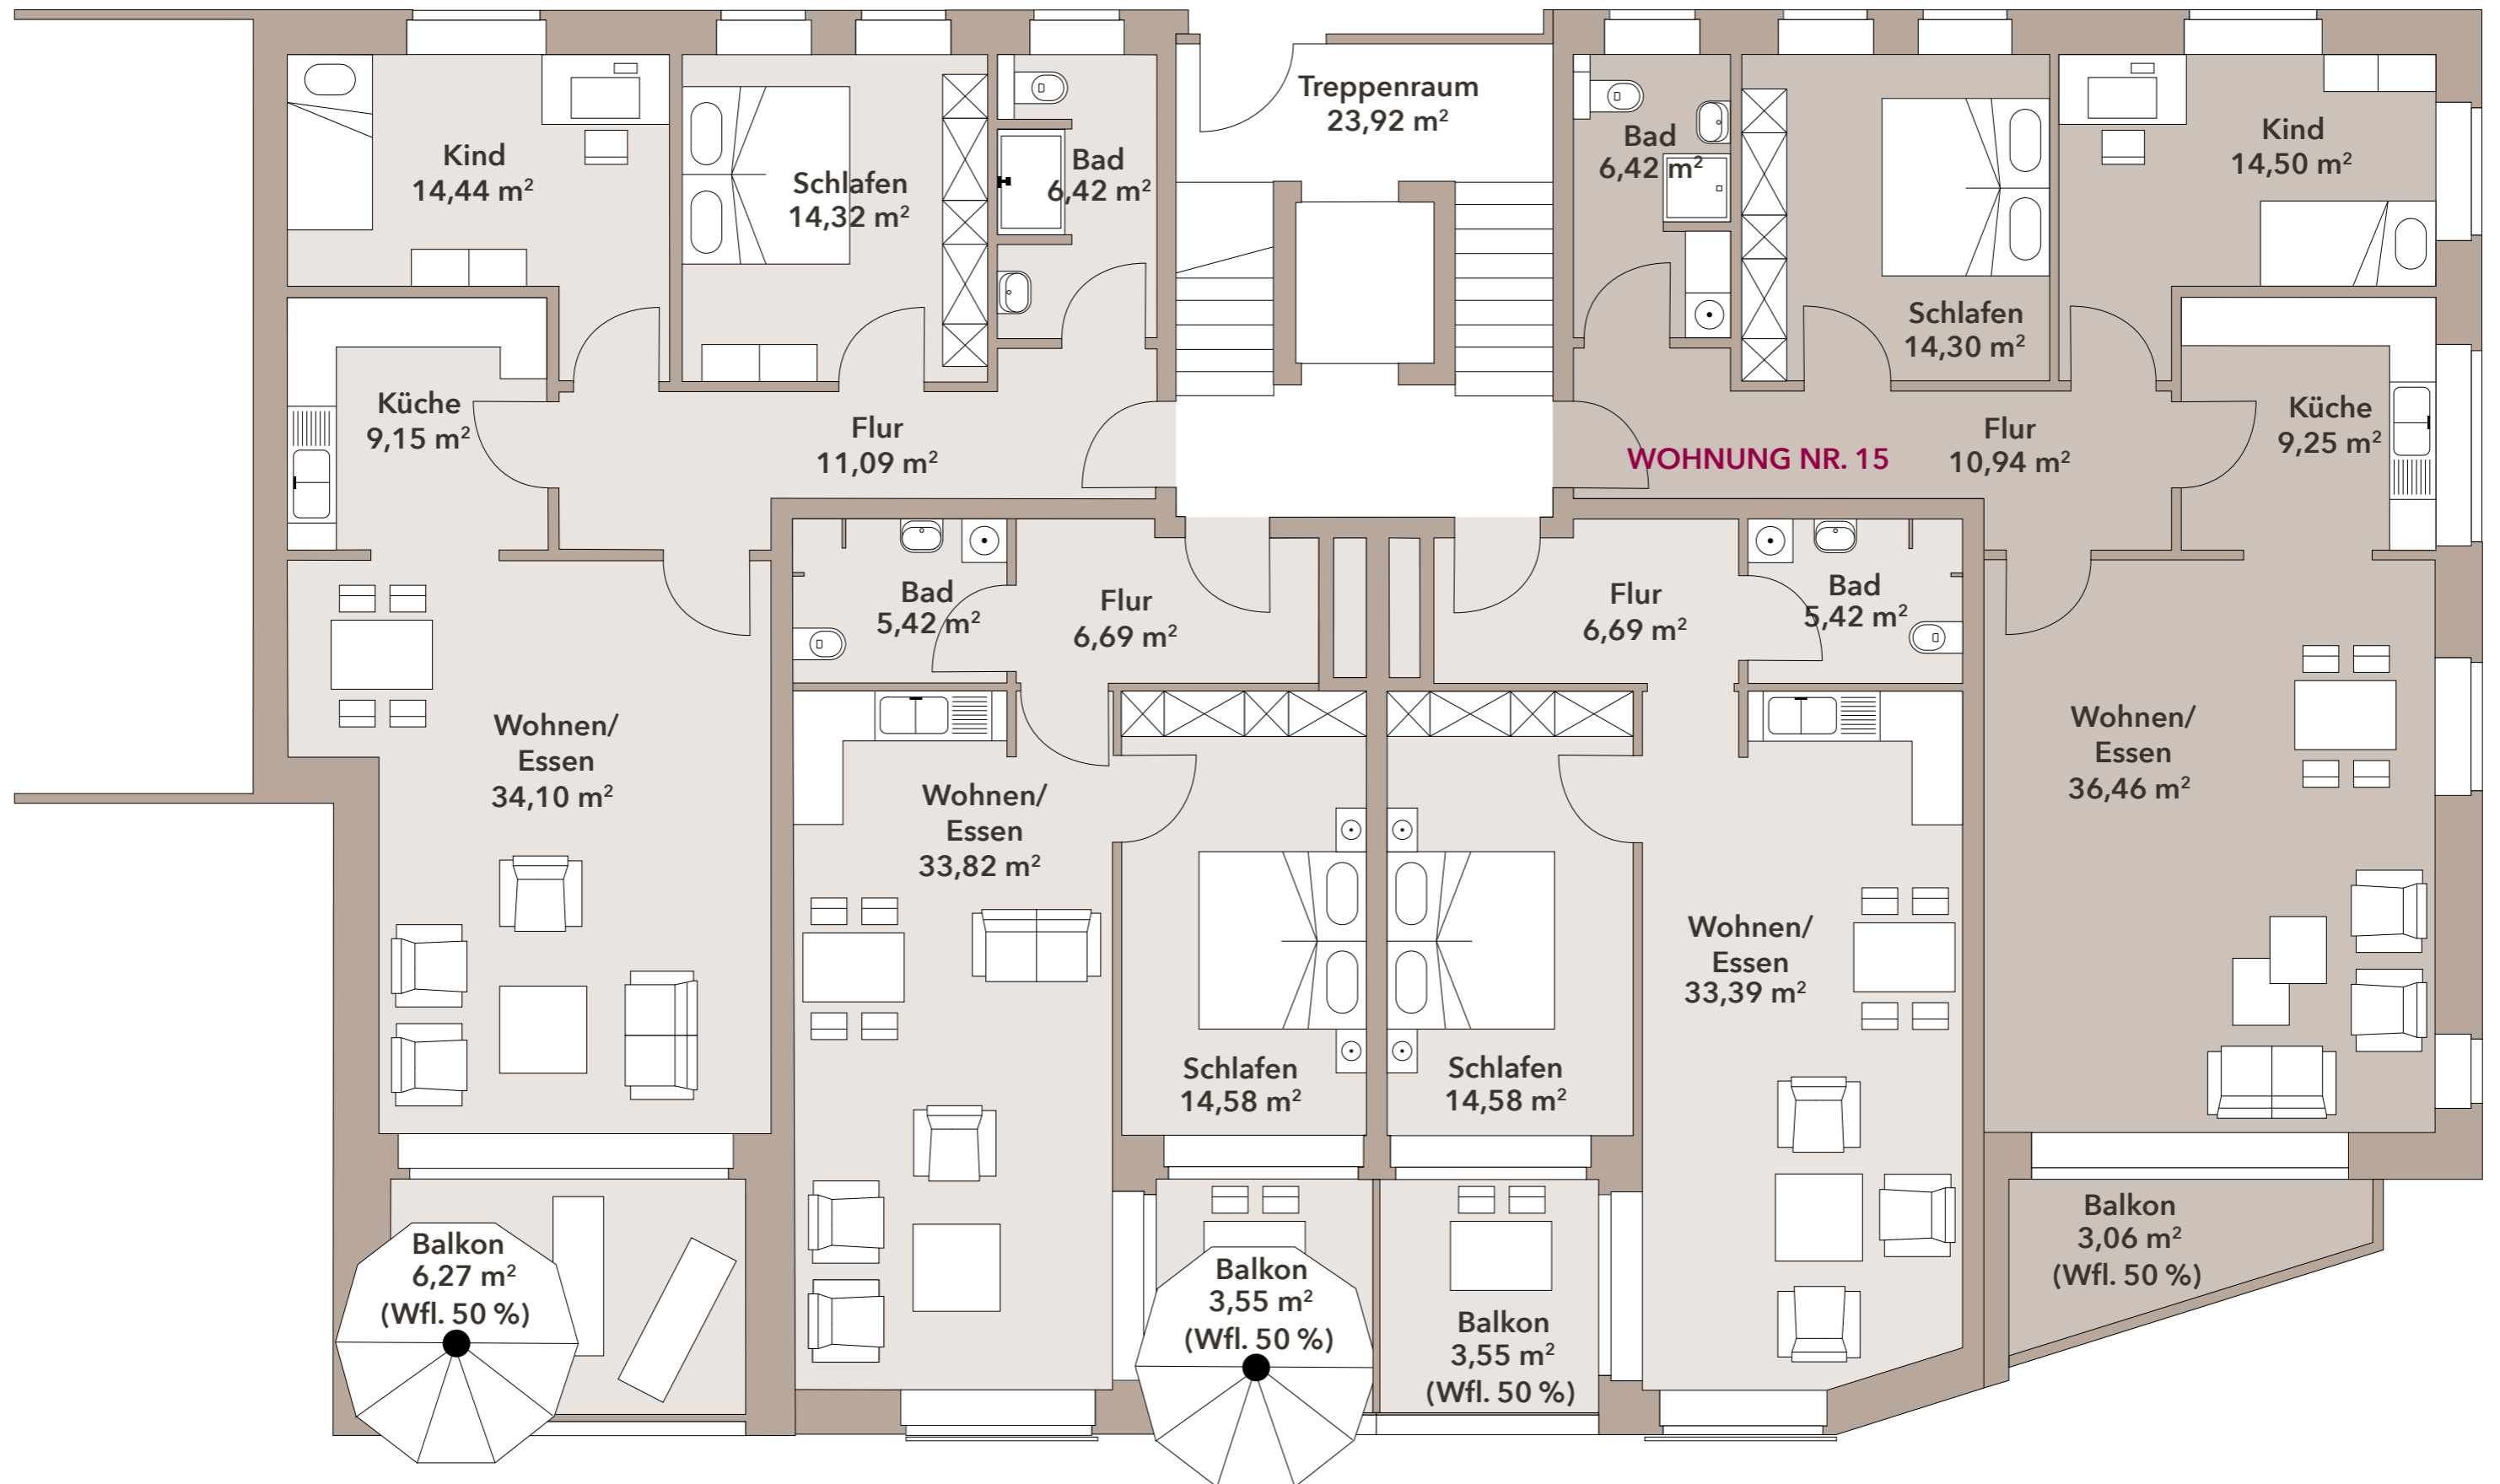 Treppenraum
23,92 m²
Kind
14,44 m²
Schlafen
14,32 m²
Bad
6,42 m²
Bad
6,42 m²
Kind
14,50 m²
Schlafen
14,30 m²
Küche
9,15 m²
Flur
11,09 m²
WOHNUNG NR. 15
Flur
10,94 m²
Küche
9,25 m²
Bad
5,42 m²
Flur
6,69 m²
Flur
6,69 m²
Bad
5,42 m²
Wohnen/
Essen
34,10 m²
Wohnen/
Essen
33,82 m²
Wohnen/
Essen
33,39 m²
Wohnen/
Essen
36,46 m²
Schlafen
14,58 m²
Schlafen
14,58 m²
Balkon
6,27 m²
(Wfl. 50 %)
Balkon
3,55 m²
(Wfl. 50 %)
Balkon
3,55 m²
(Wfl. 50 %)
Balkon
3,06 m²
(Wfl. 50 %)